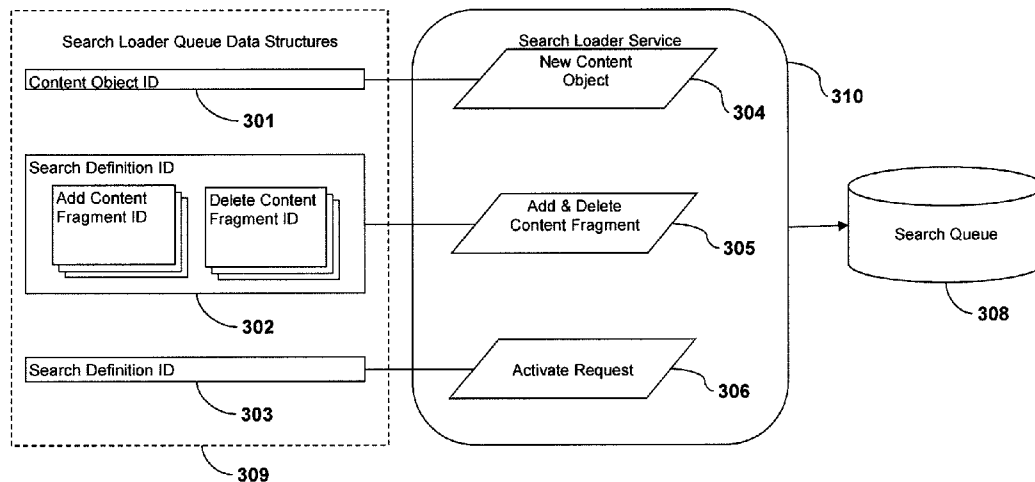 Search Loader Queue Data Structures
Content Object ID
301
Search Definition ID
Add Content
Fragment ID
Delete Content
Fragment ID
302
Search Definition ID
303
309
Search Loader Service
New Content
Object
304
310
Add & Delete
Content Fragment
305
Activate Request
306
Search Queue
308